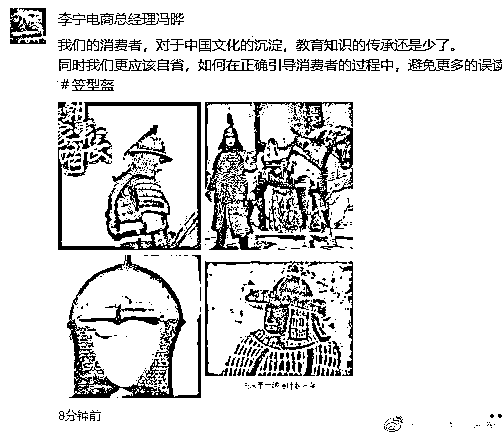 李宁电商总经理冯晔
我们的消费者，对于中国文化的沉淀，教育知识的传承还是少了。
同时我们更应该自省，如何在正确引导消费者的过程中，避免更多的误读
#笠型盔
8分钟前